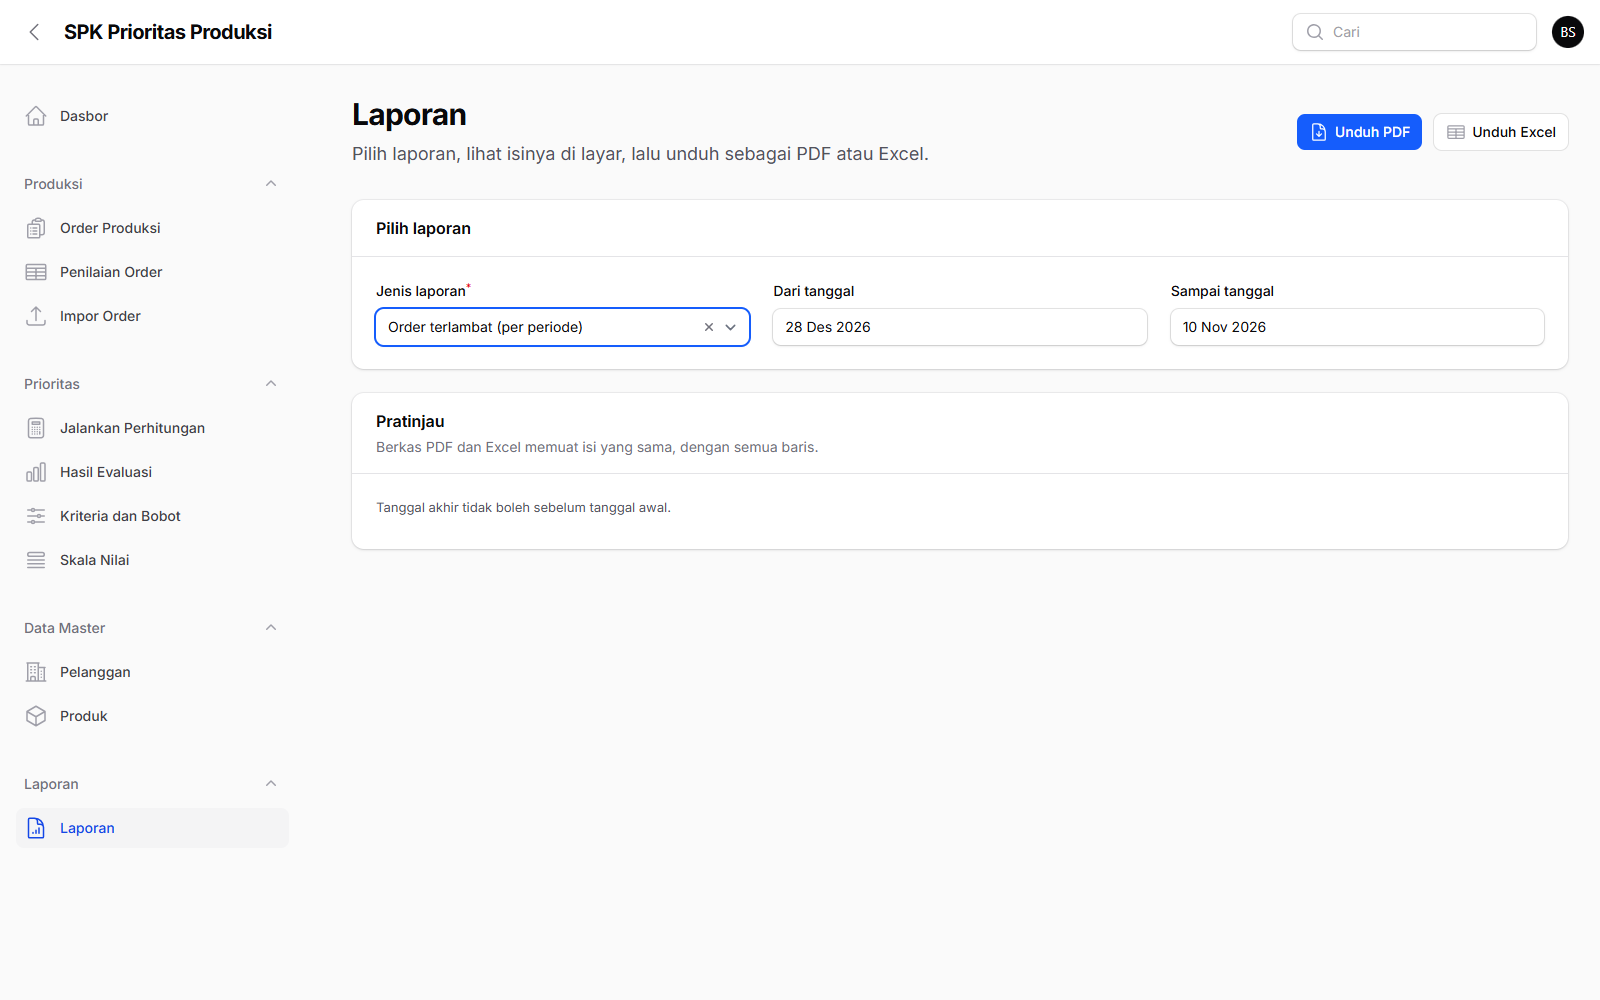 SPK Prioritas Produksi
Cari
BS
Dasbor
Produksi
Order Produksi
Penilaian Order
Impor Order
Prioritas
Jalankan Perhitungan
Hasil Evaluasi
Kriteria dan Bobot
Skala Nilai
Data Master
Pelanggan
Produk
Laporan
Laporan
Laporan
Pilih laporan, lihat isinya di layar, lalu unduh sebagai PDF atau Excel.
Unduh PDF
Unduh Excel
Pilih laporan
Jenis laporan*
Order terlambat (per periode)
Dari tanggal
28 Des 2026
Sampai tanggal
10 Nov 2026
Pratinjau
Berkas PDF dan Excel memuat isi yang sama, dengan semua baris.
Tanggal akhir tidak boleh sebelum tanggal awal.